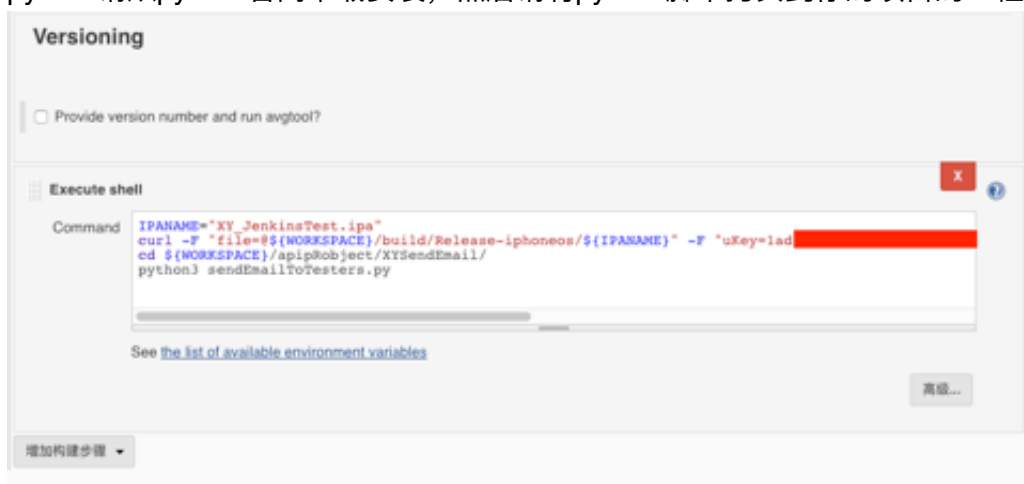 Versioning
Provide version number and run avgtool?
X
Execute shell
Command
IPANAME="XY_JenkinsTest.ipa"
curl -F "file=@${WORKSPACE}/build/Release-iphoneos/${IPANAME}" -F "uKey=1ad
cd ${WORKSPACE}/apipRobject/XYSendEmail/
python3 sendEmailToTesters.py
See the list of available environment variables
高级...
增加构建步骤